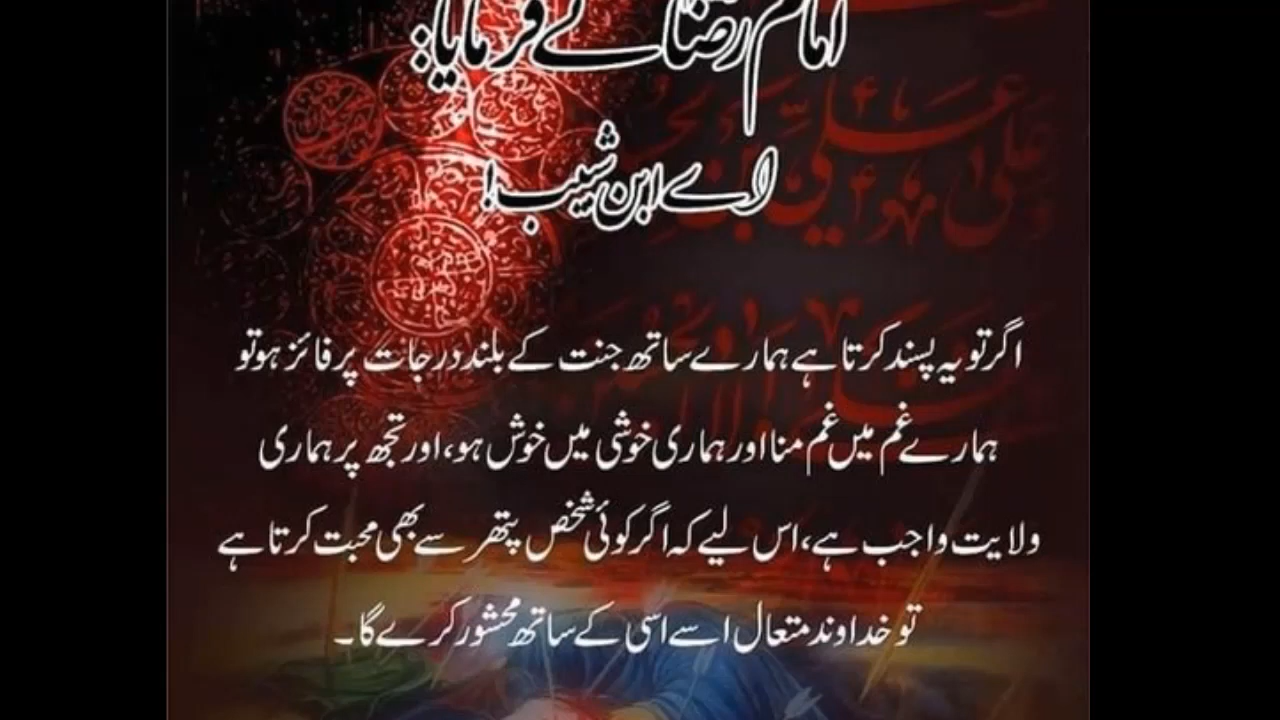 امام رضاؑ نے فرمایا:
اے ابن شبیب!
اگر تو یہ پسند کرتا ہے ہمارے ساتھ جنت کے بلند درجات پر فائز ہو تو
ہمارے غم میں غم منا اور ہماری خوشی میں خوش ہو، اور تجھ پر ہماری
ولایت واجب ہے، اس لیے کہ اگر کوئی شخص پتھر سے بھی محبت کرتا ہے
تو خداوند متعال اسے اسی کے ساتھ محشور کرے گا۔